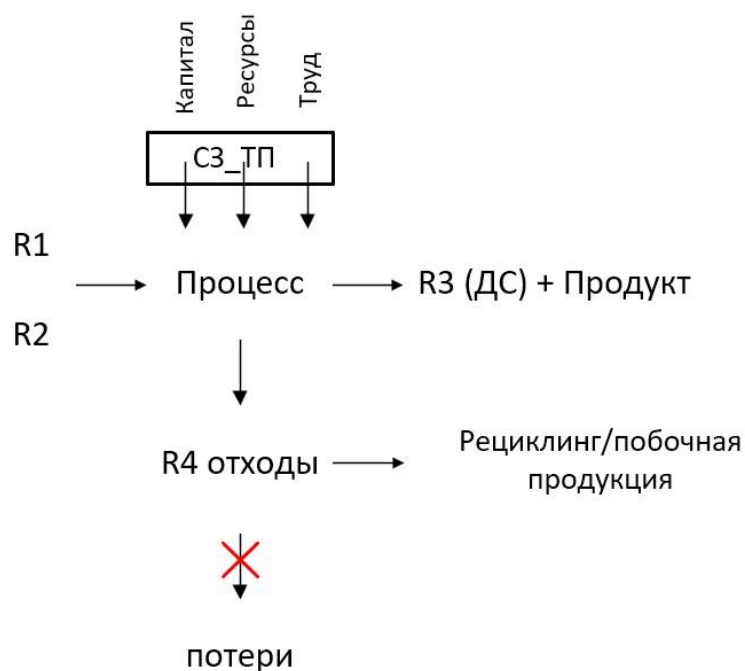 Капитал
Ресурсы
Труд
СЗ_ТП
R1
Процесс
R3 (ДС) + Продукт
R2
R4 отходы
Рециклинг/побочная
продукция
потери